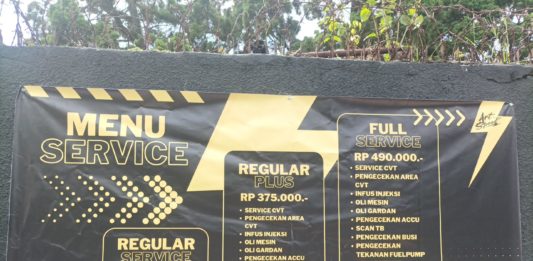 MENU
SERVICE
REGULAR
SERVICE
REGULAR
PLUS
RP 375.000.-
• SERVICE CVT
• PENGECEKAN AREA
CVT
• INFUS INJEKSI
• OLI MESIN
• OLI GARDAN
• PENGECEKAN ACCU
FULL
SERVICE
RP 490.000.-
• SERVICE CVT
• PENGECEKAN AREA
CVT
• INFUS INJEKSI
• OLI MESIN
• OLI GARDAN
• PENGECEKAN ACCU
• SCAN TB
• PENGECEKAN BUSI
• PENGECEKAN
TEKANAN FUELPUMP